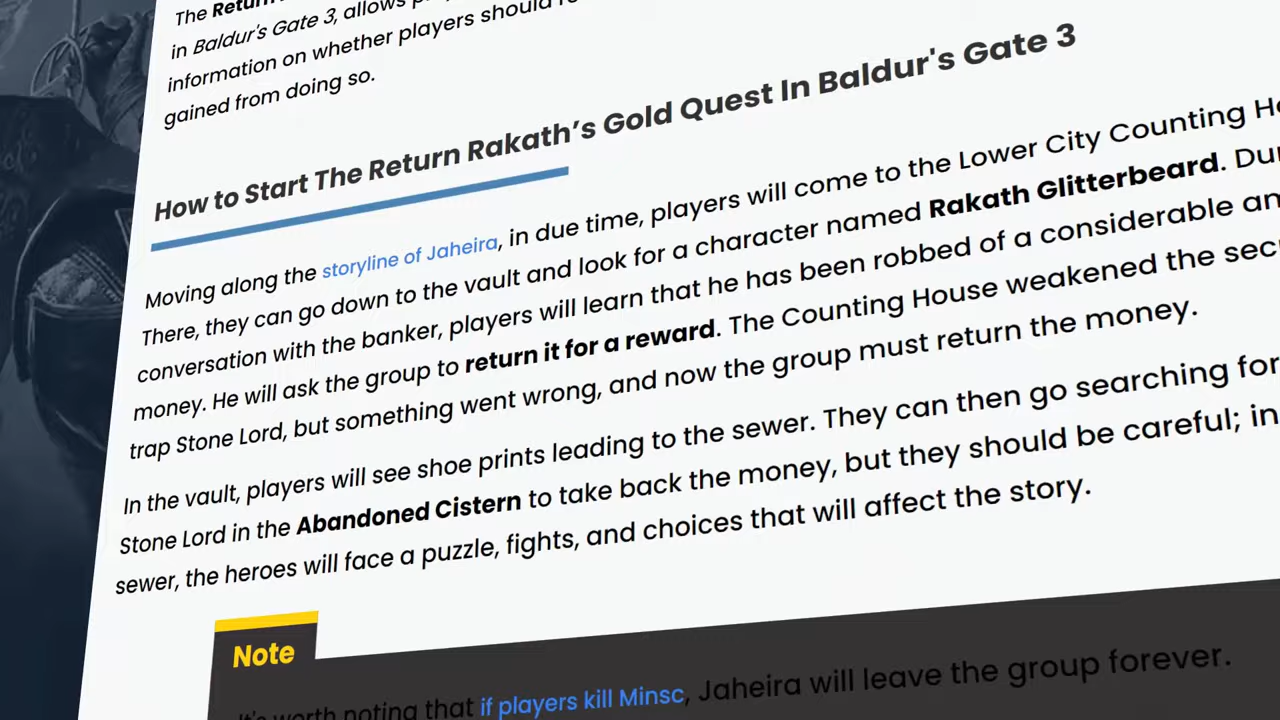 The Return
in Baldur's Gate 3, allows
information on whether players should
gained from doing so.
How to Start The Return Rakath’s Gold Quest In Baldur's Gate 3
Moving along the storyline of Jaheira, in due time, players will come to the Lower City Counting
There, they can go down to the vault and look for a character named Rakath Glitterbeard.
conversation with the banker, players will learn that he has been robbed of a considerable
money. He will ask the group to return it for a reward. The Counting House weakened the
trap Stone Lord, but something went wrong, and now the group must return the money.
In the vault, players will see shoe prints leading to the sewer. They can then go searching for
Stone Lord in the Abandoned Cistern to take back the money, but they should be careful; in
sewer, the heroes will face a puzzle, fights, and choices that will affect the story.
Note
It's worth noting that if players kill Minsc, Jaheira will leave the group forever.